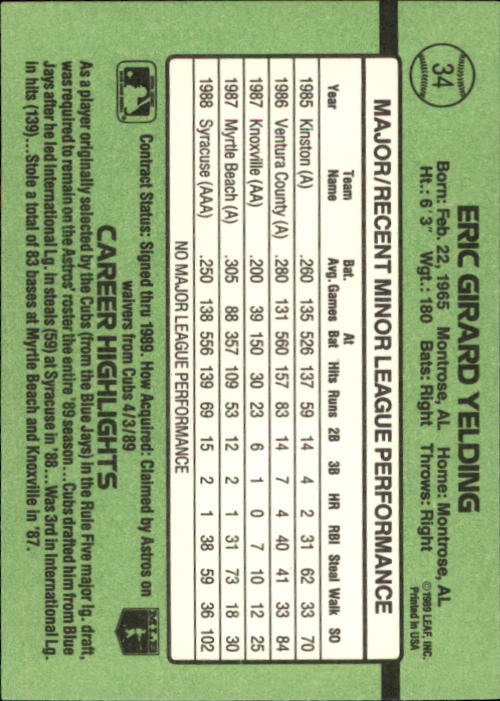 34
ERIC GIRARD YELDING
Born: Feb. 22, 1965 Montrose, AL Home: Montrose, AL
Ht.: 6'3" Wgt.: 180 Bats: Right Throws: Right
©1989 LEAF, INC.
Printed in USA
MAJOR/RECENT MINOR LEAGUE PERFORMANCE
Year Team Name Bat. Avg. Games At Bat Hits Runs 2B 3B HR RBI Steal Walk SO
1985 Kinston (A) .260 135 526 137 59 14 4 2 31 62 33 70
1986 Ventura County (A) .280 131 560 157 83 14 7 4 40 41 33 84
1987 Knoxville (AA) .200 39 150 30 23 6 1 0 7 10 12 25
1987 Myrtle Beach (A) .305 88 357 109 53 12 2 1 31 73 18 30
1988 Syracuse (AAA) .250 138 556 139 69 15 2 1 38 59 36 102
NO MAJOR LEAGUE PERFORMANCE
Contract Status: Signed thru 1989. How Acquired: Claimed by Astros on
waivers from Cubs 4/3/89
CAREER HIGHLIGHTS
MLB
As a player originally selected by the Cubs (from the Blue Jays) in the Rule Five major lg. draft,
was required to remain on the Astros' roster the entire '89 season...Cubs drafted him from Blue
Jays after he led International Lg. in steals (59) at Syracuse in '88...Was 3rd in International Lg.
in hits (139)...Stole a total of 83 bases at Myrtle Beach and Knoxville in '87.